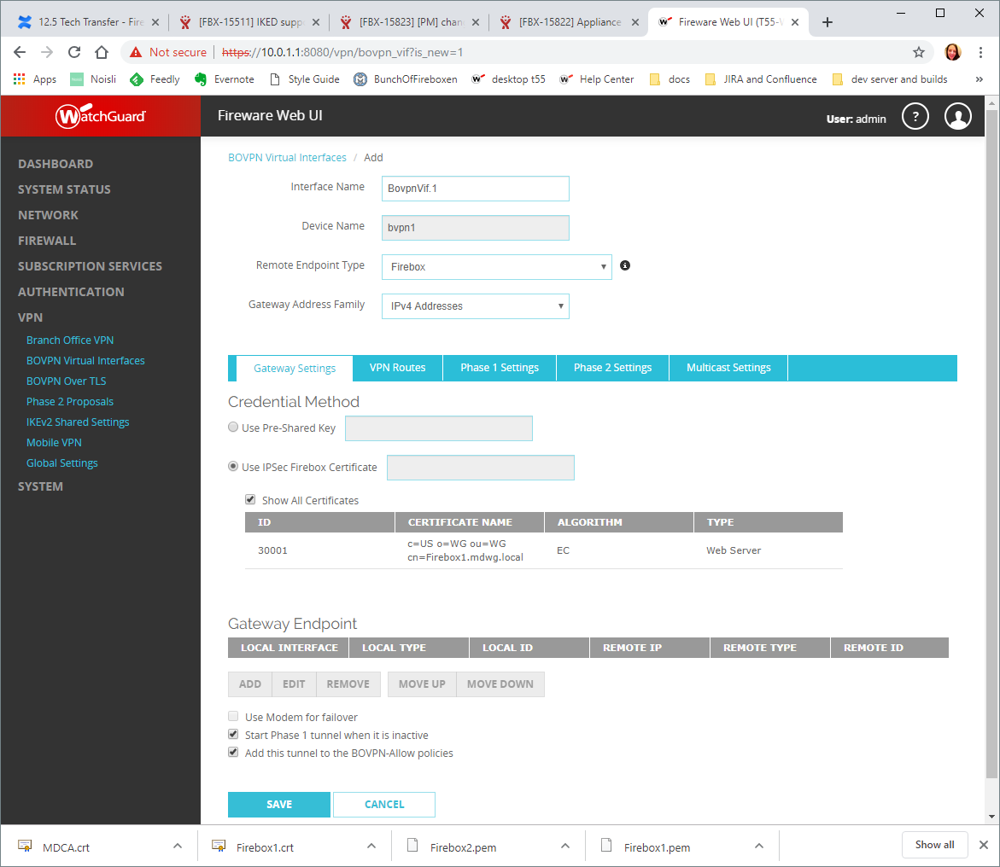 12.5 Tech Transfer - Fire
[FBX-15511] IKED supp
[FBX-15823] [PM] chan
[FBX-15822] Appliance
Fireware Web UI (T55-
Not secure
https://10.0.1.1:8080/vpn/bovpn_vif?is_new=1
Apps
Noisli
Feedly
Evernote
Style Guide
BunchOfFireboxen
desktop t55
Help Center
docs
JIRA and Confluence
dev server and builds
»
WatchGuard
Fireware Web UI
User: admin
?
DASHBOARD
SYSTEM STATUS
NETWORK
FIREWALL
SUBSCRIPTION SERVICES
AUTHENTICATION
VPN
Branch Office VPN
BOVPN Virtual Interfaces
BOVPN Over TLS
Phase 2 Proposals
IKEv2 Shared Settings
Mobile VPN
Global Settings
SYSTEM
BOVPN Virtual Interfaces / Add
Interface Name BovpnVif.1
Device Name bvpn1
Remote Endpoint Type Firebox
Gateway Address Family IPv4 Addresses
Gateway Settings VPN Routes Phase 1 Settings Phase 2 Settings Multicast Settings
Credential Method
Use Pre-Shared Key
Use IPSec Firebox Certificate
Show All Certificates
ID CERTIFICATE NAME ALGORITHM TYPE
30001 c=US o=WG ou=WG EC Web Server
cn=Firebox1.mdwg.local
Gateway Endpoint
LOCAL INTERFACE LOCAL TYPE LOCAL ID REMOTE IP REMOTE TYPE REMOTE ID
ADD EDIT REMOVE MOVE UP MOVE DOWN
Use Modem for failover
Start Phase 1 tunnel when it is inactive
Add this tunnel to the BOVPN-Allow policies
SAVE CANCEL
MDCA.crt
Firebox1.crt
Firebox2.pem
Firebox1.pem
Show all